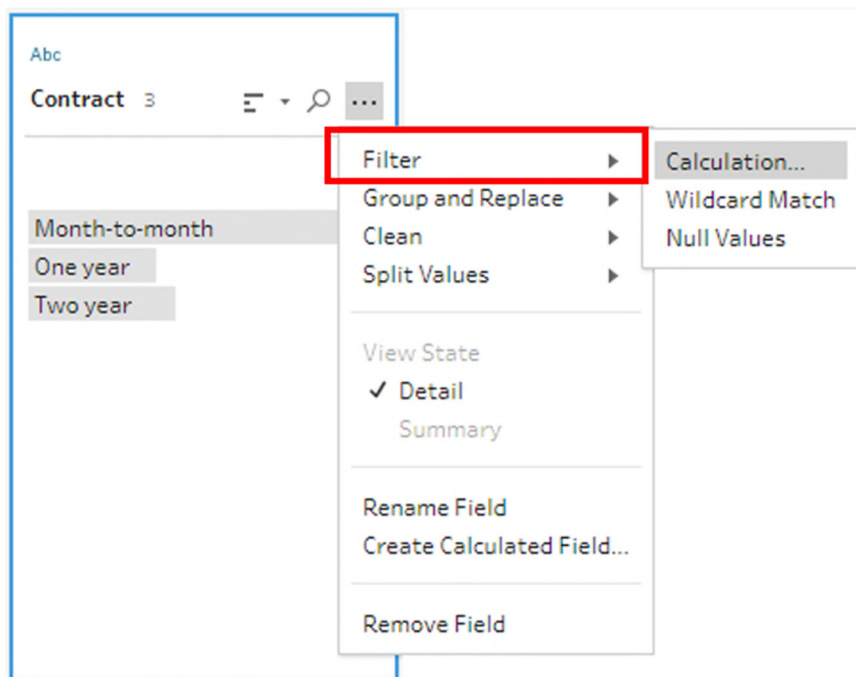 Abc
Contract 3
...
Month-to-month
One year
Two year
Filter
Group and Replace
Clean
Split Values
View State
✓ Detail
Summary
Rename Field
Create Calculated Field...
Remove Field
Calculation...
Wildcard Match
Null Values